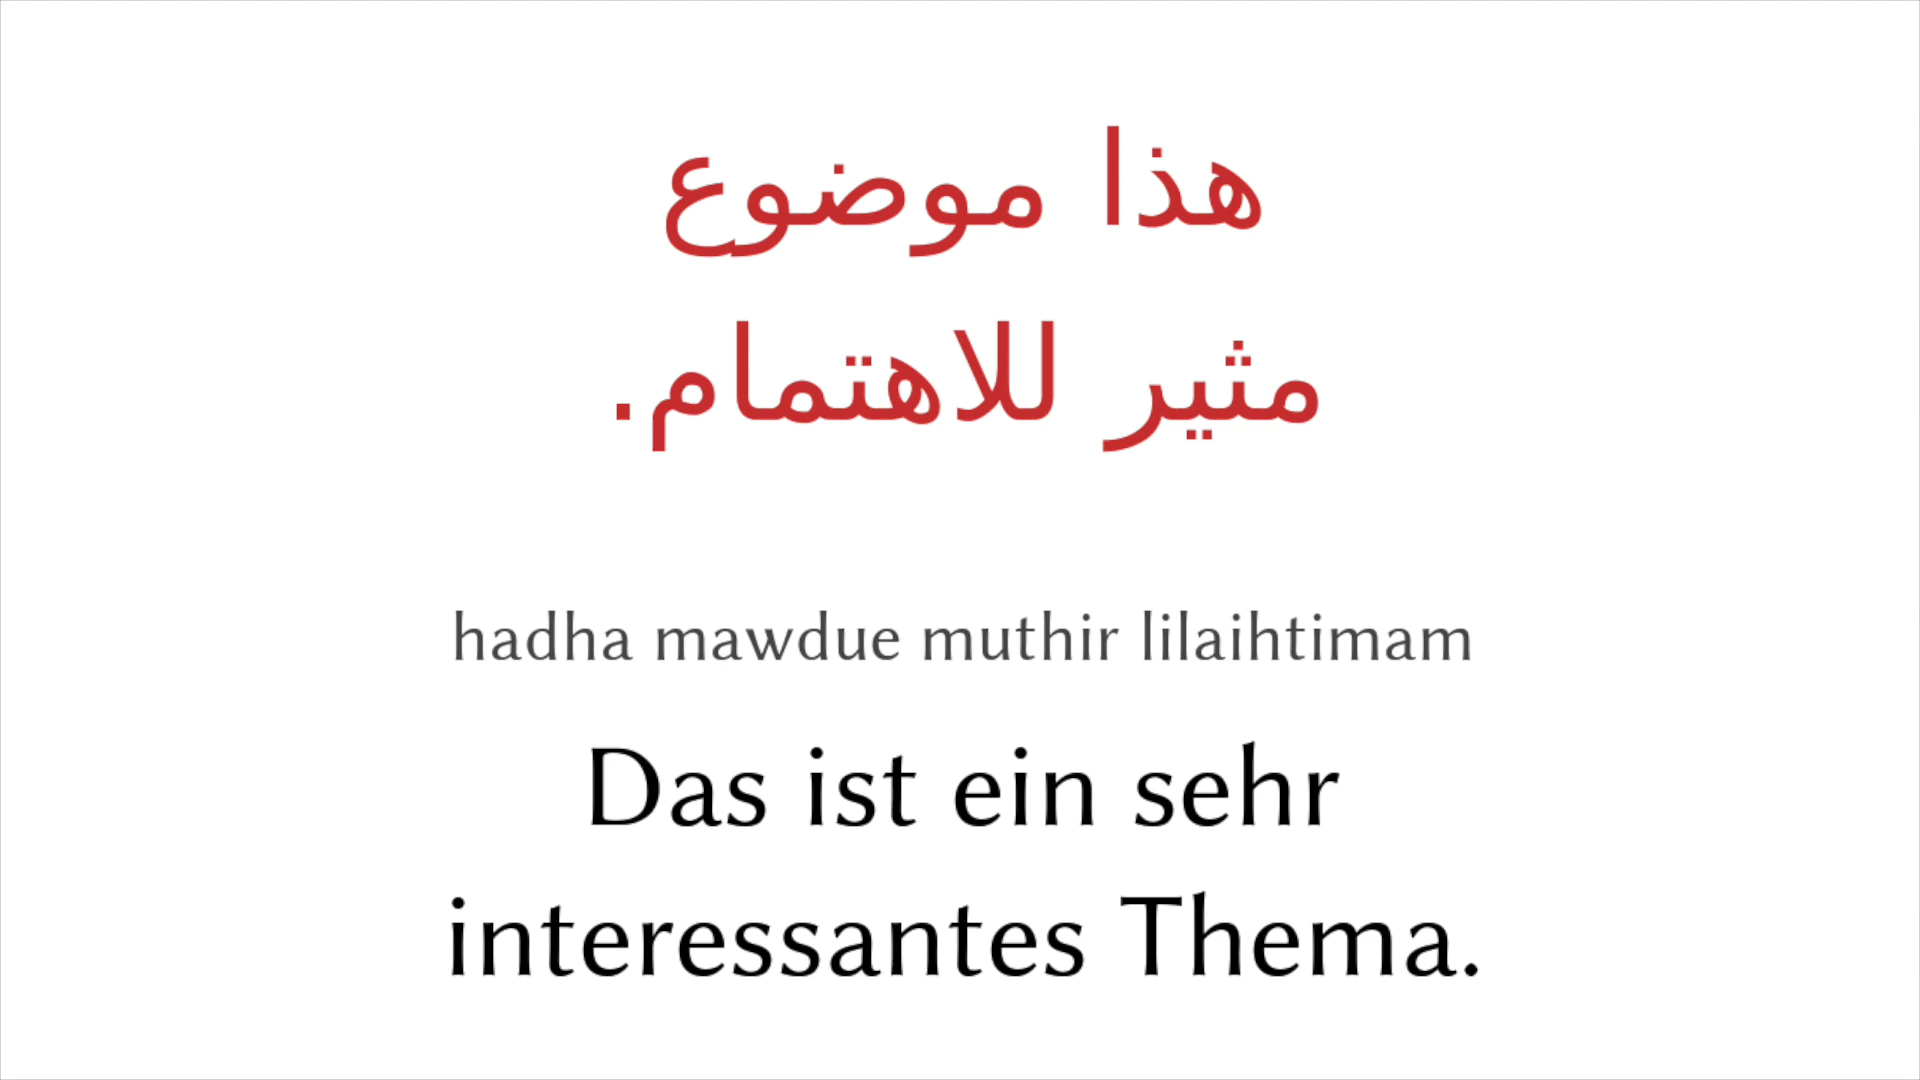 هذا موضوع
مثير للاهتمام.
hadha mawdue muthir lilaihtimam
Das ist ein sehr
interessantes Thema.